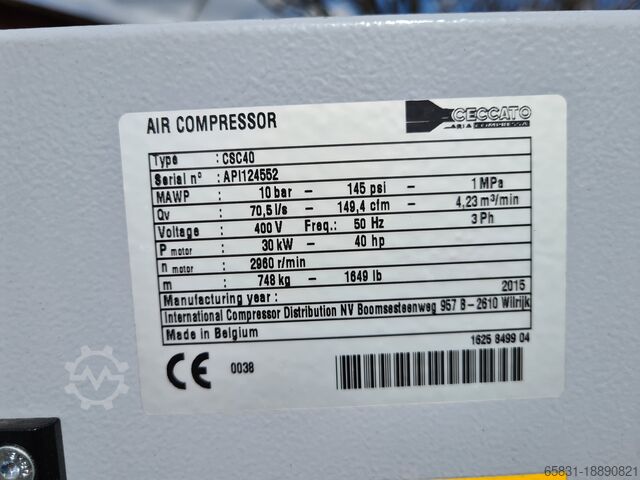 AIR COMPRESSOR
CECCATO
ARIA COMPRESSA
Type : CSC40
Serial n° : API124552
MAWP : 10 bar – 145 psi – 1 MPa
Qv : 70,5 l/s – 149,4 cfm – 4,23 m³/min
Voltage : 400 V Freq.: 50 Hz 3 Ph
P motor : 30 kW – 40 hp
n motor : 2960 r/min
m : 748 kg – 1649 lb
Manufacturing year : 2015
International Compressor Distribution NV Boomsesteenweg 957 B – 2610 Wilrijk
Made in Belgium
1625 8499 04
CE 0038
65831-18890821